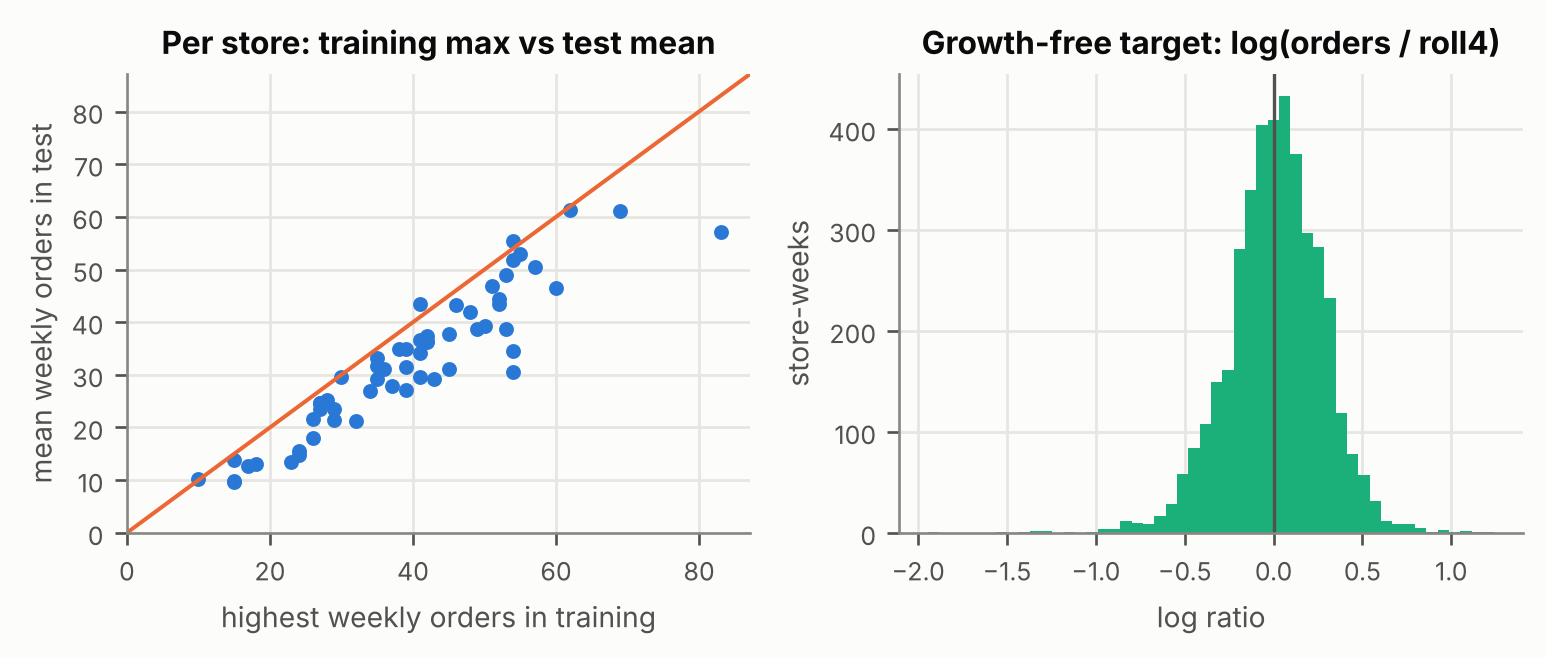 Per store: training max vs test mean
mean weekly orders in test
80
70
60
50
40
30
20
10
0
0 20 40 60 80
highest weekly orders in training
Growth-free target: log(orders / roll4)
store-weeks
400
300
200
100
0
−2.0 −1.5 −1.0 −0.5 0.0 0.5 1.0
log ratio